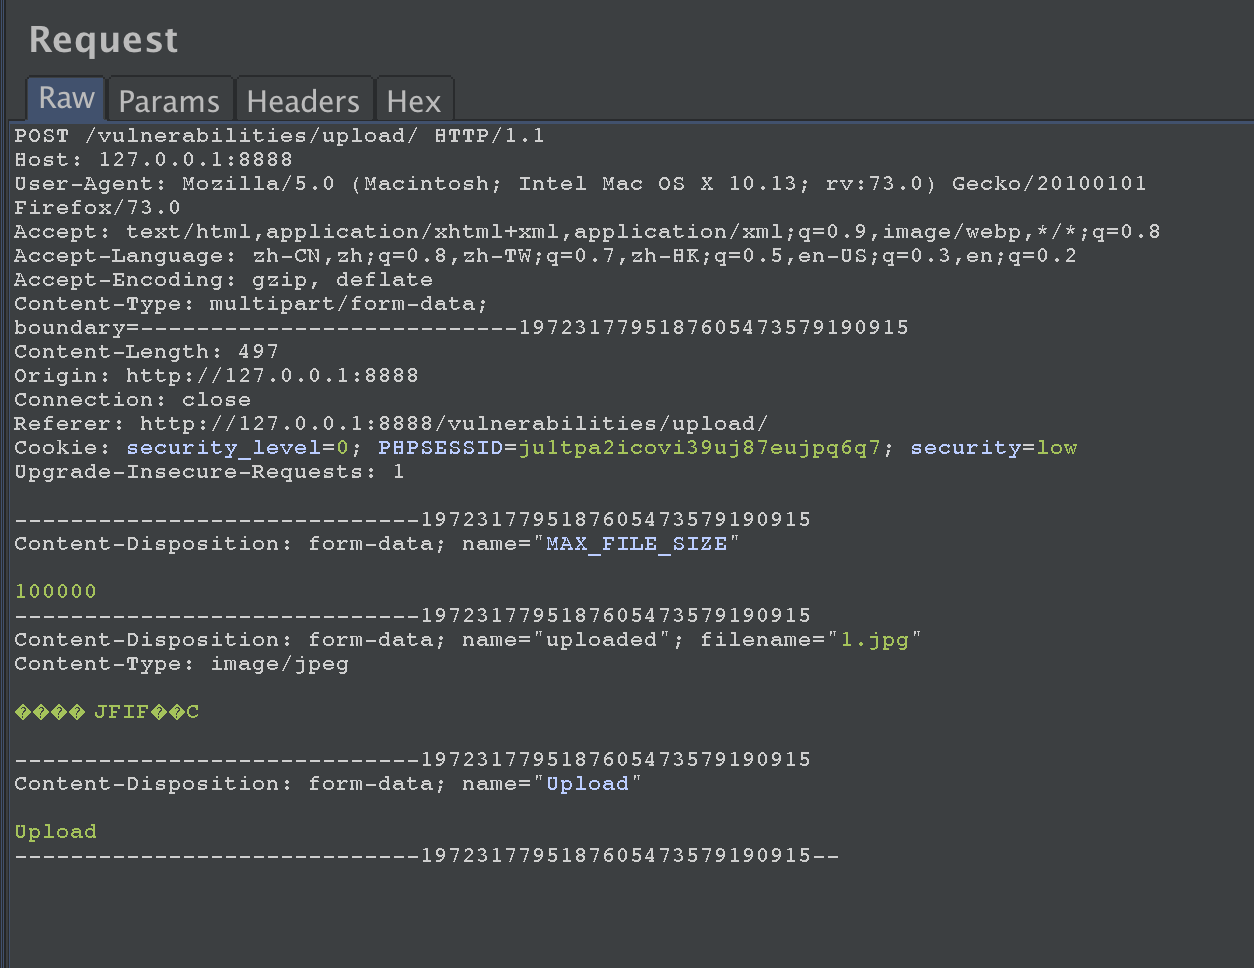 Request
Raw Params Headers Hex
POST /vulnerabilities/upload/ HTTP/1.1
Host: 127.0.0.1:8888
User-Agent: Mozilla/5.0 (Macintosh; Intel Mac OS X 10.13; rv:73.0) Gecko/20100101
Firefox/73.0
Accept: text/html,application/xhtml+xml,application/xml;q=0.9,image/webp,*/*;q=0.8
Accept-Language: zh-CN,zh;q=0.8,zh-TW;q=0.7,zh-HK;q=0.5,en-US;q=0.3,en;q=0.2
Accept-Encoding: gzip, deflate
Content-Type: multipart/form-data;
boundary=---------------------------19723177951876054735​79190915
Content-Length: 497
Origin: http://127.0.0.1:8888
Connection: close
Referer: http://127.0.0.1:8888/vulnerabilities/upload/
Cookie: security_level=0; PHPSESSID=ju1tpa2icovi39uj87eujpq6q7; security=low
Upgrade-Insecure-Requests: 1
-----------------------------1972317795187605473579190915
Content-Disposition: form-data; name="MAX_FILE_SIZE"
100000
-----------------------------1972317795187605473579190915
Content-Disposition: form-data; name="uploaded"; filename="1.jpg"
Content-Type: image/jpeg
���� JFIF��C
-----------------------------1972317795187605473579190915
Content-Disposition: form-data; name="Upload"
Upload
-----------------------------1972317795187605473579190915--